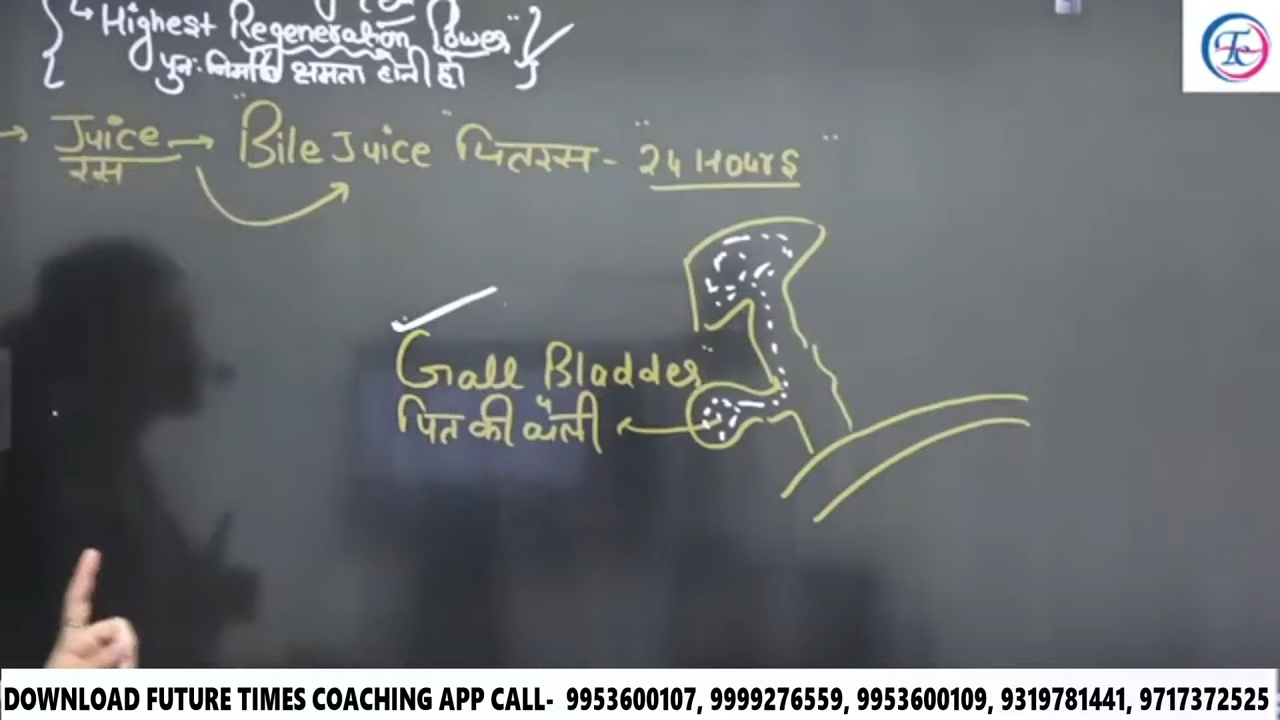 ↳ Highest Regeneration Power"
पुनः निर्माण क्षमता होती है।
→ Juice → "Bile Juice" पितरस - "24 Hours"
रस
Gall Bladder"
पित की थैली
DOWNLOAD FUTURE TIMES COACHING APP CALL- 9953600107, 9999276559, 9953600109, 9319781441, 9717372525